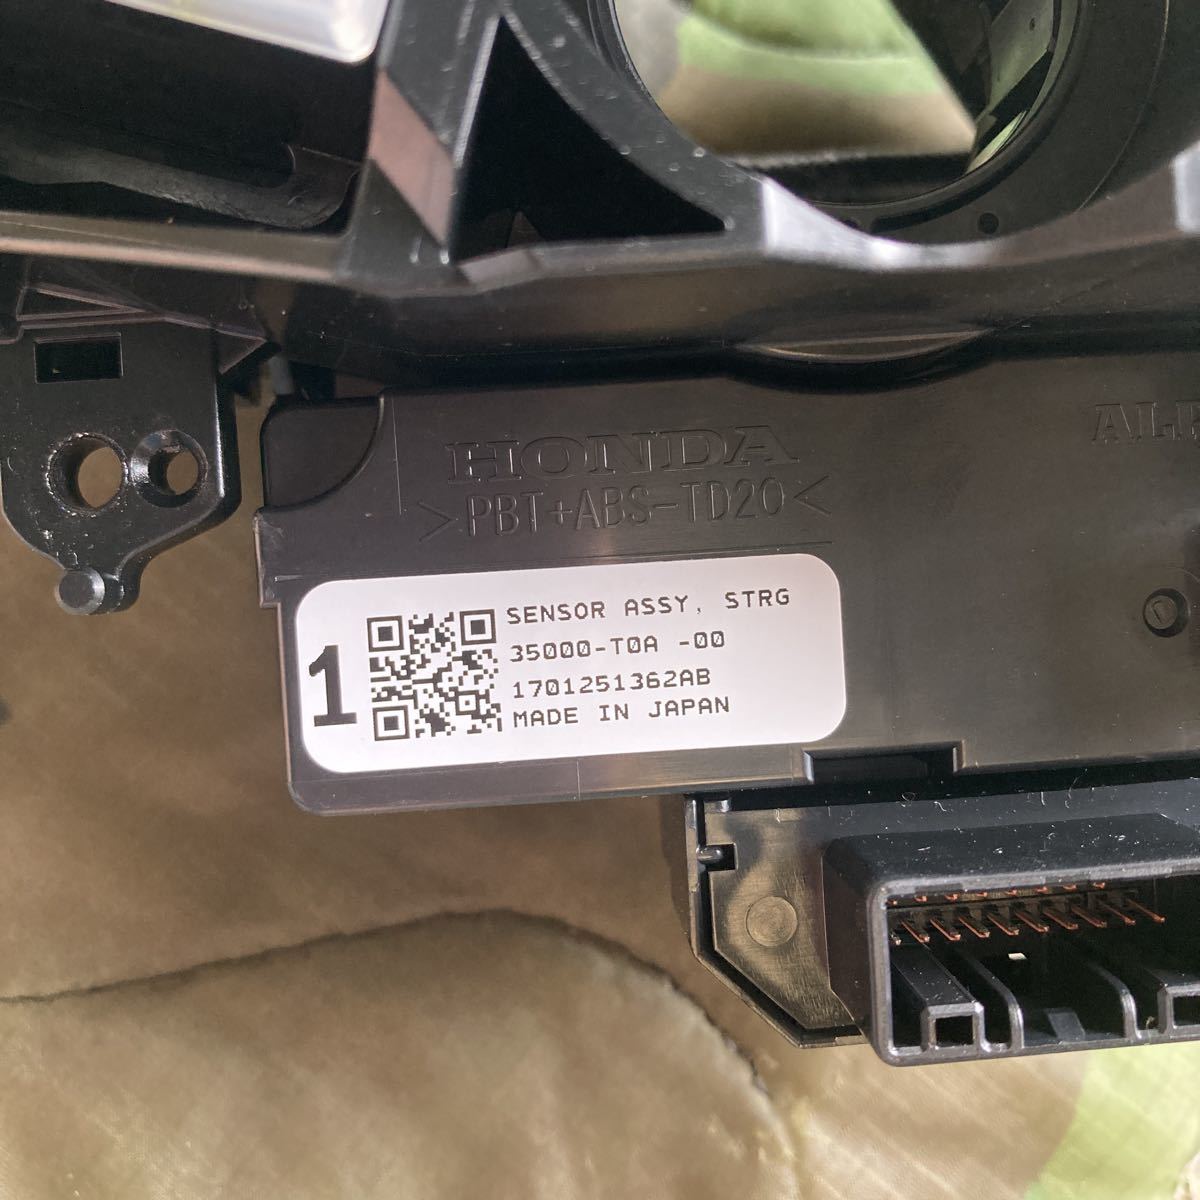 HONDA
>PBT+ABS-TD20<
1
SENSOR ASSY, STRG
35000-T0A -00
1701251362AB
MADE IN JAPAN